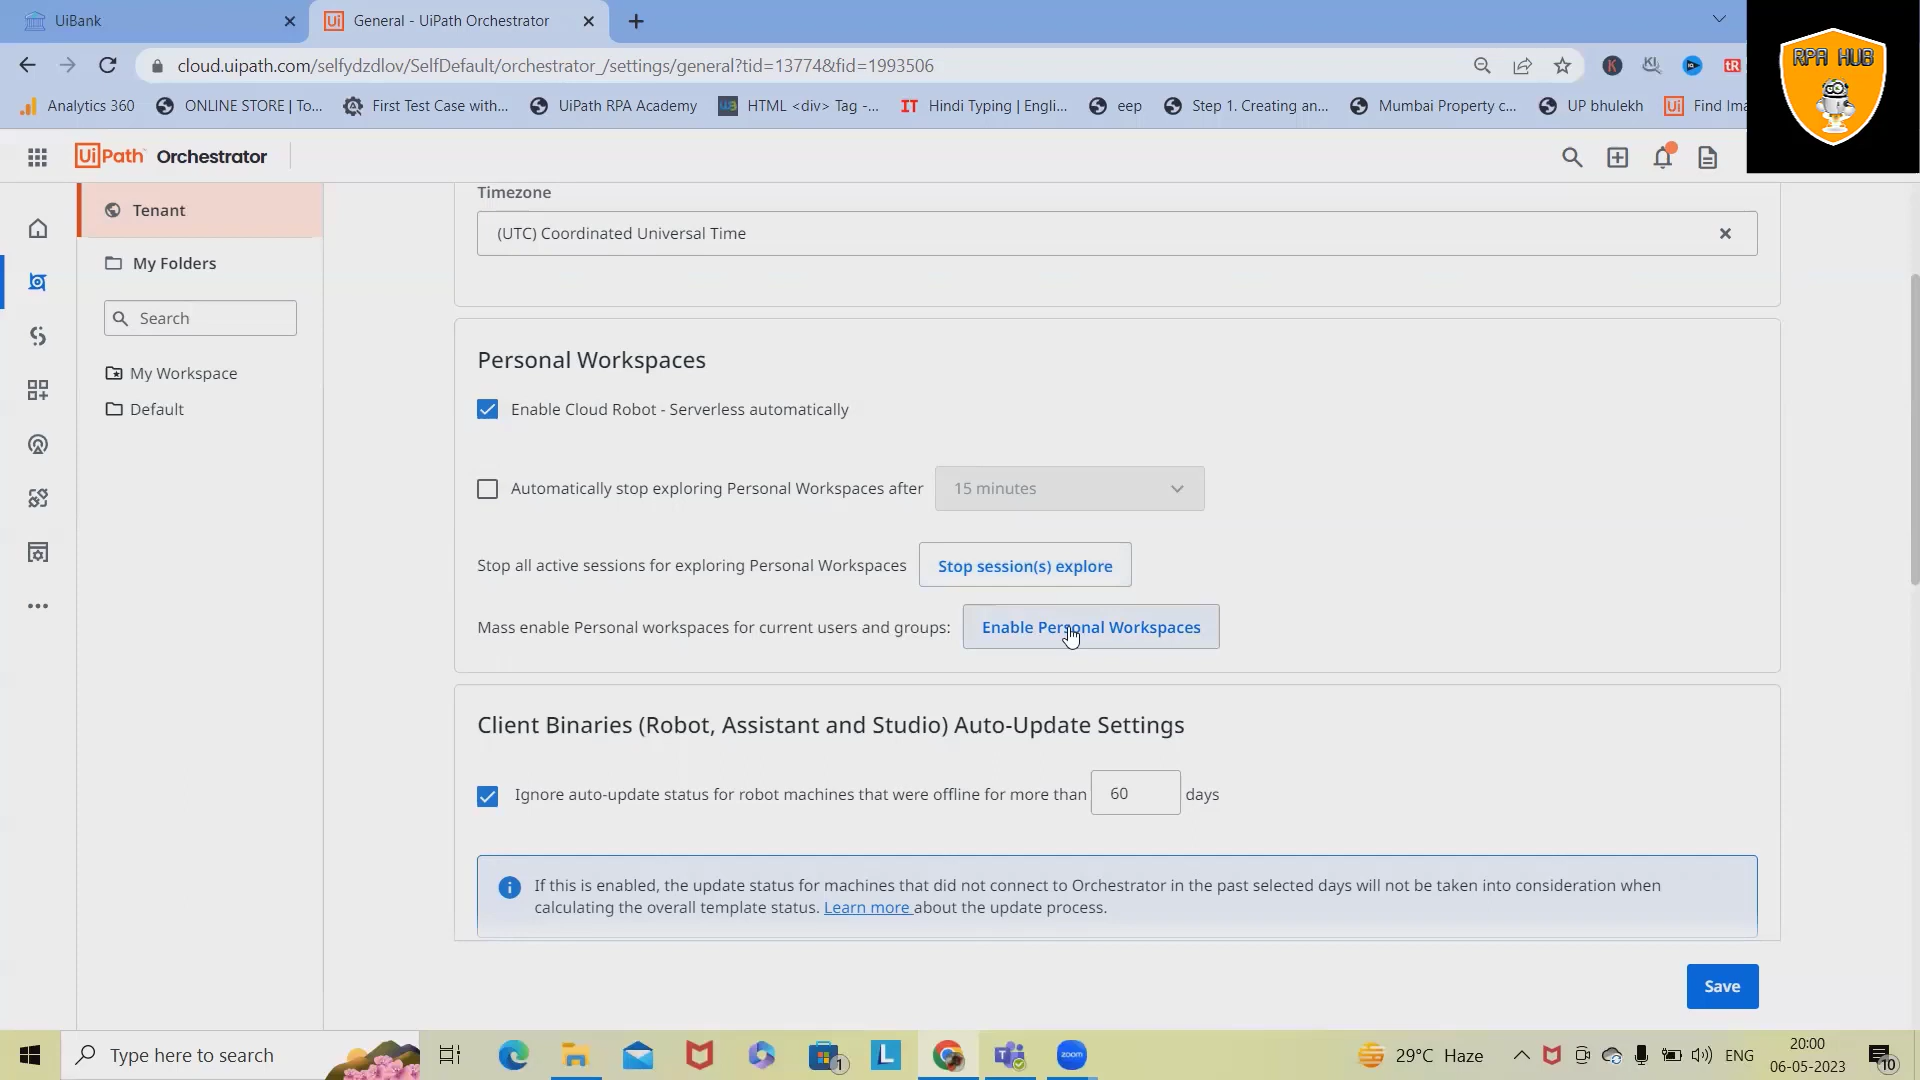 UiBank
General - UiPath Orchestrator
cloud.uipath.com/selfydzdlov/SelfDefault/orchestrator_/settings/general?tid=13774&fid=1993506
Analytics 360
ONLINE STORE | To...
First Test Case with...
UiPath RPA Academy
HTML <div> Tag -...
IT Hindi Typing | Engli...
eep
Step 1. Creating an...
Mumbai Property c...
UP bhulekh
Ui Find Ima
RPA HUB
UiPath Orchestrator
Tenant
My Folders
Search
My Workspace
Default
Timezone
(UTC) Coordinated Universal Time
Personal Workspaces
Enable Cloud Robot - Serverless automatically
Automatically stop exploring Personal Workspaces after 15 minutes
Stop all active sessions for exploring Personal Workspaces Stop session(s) explore
Mass enable Personal workspaces for current users and groups: Enable Personal Workspaces
Client Binaries (Robot, Assistant and Studio) Auto-Update Settings
Ignore auto-update status for robot machines that were offline for more than 60 days
If this is enabled, the update status for machines that did not connect to Orchestrator in the past selected days will not be taken into consideration when
calculating the overall template status. Learn more about the update process.
Save
Type here to search
1
L
zoom
29°C Haze
ENG
20:00
06-05-2023
10